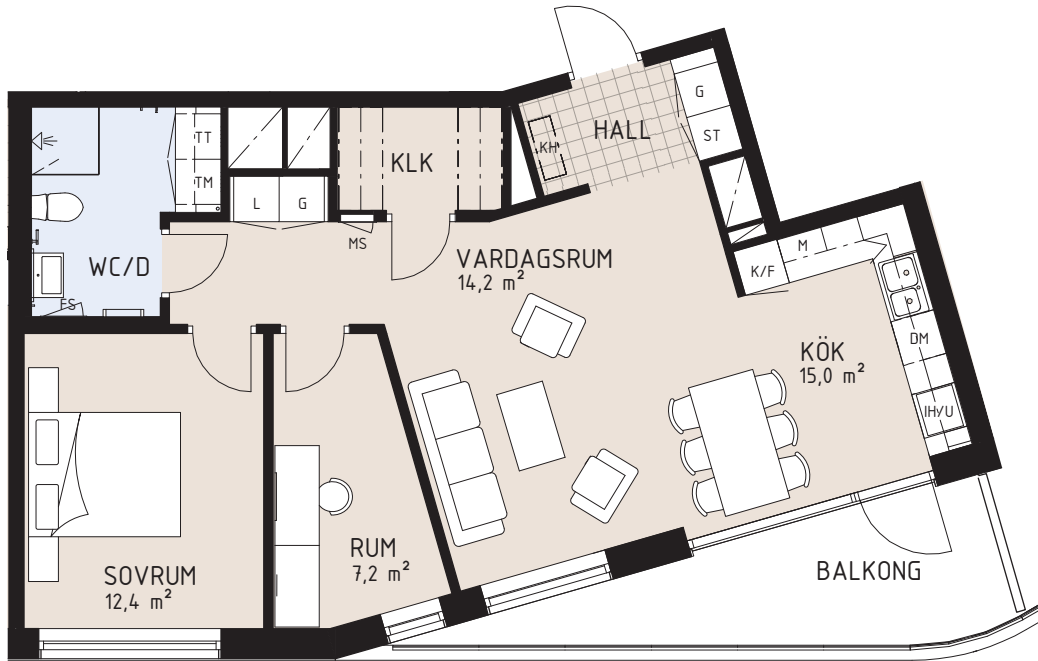 G
HALL
KH
ST
TT
KLK
TM
L
G
MS
M
WC/D
VARDAGSRUM
14,2 m²
K/F
FS
KÖK
15,0 m²
DM
IH/U
RUM
7,2 m²
SOVRUM
12,4 m²
BALKONG